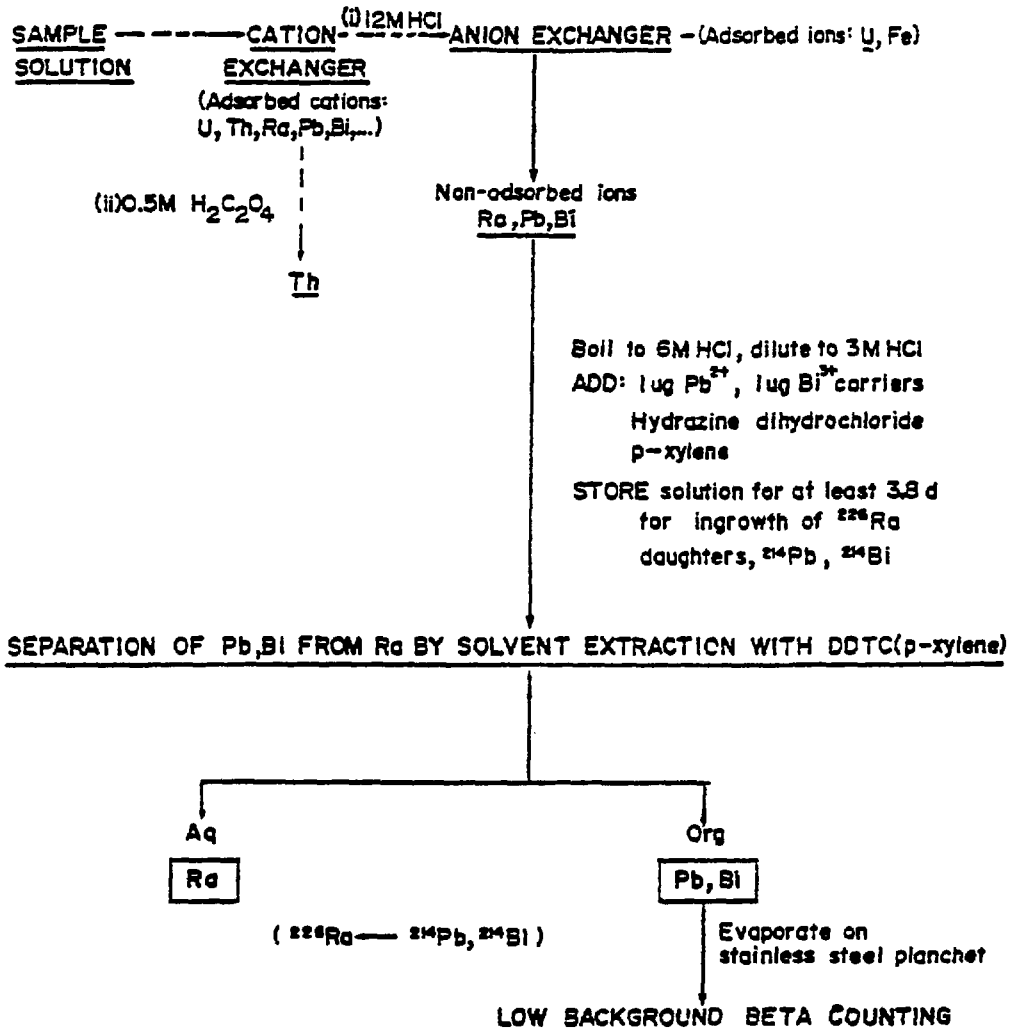 (i) 12M HCl
SAMPLE CATION ANION EXCHANGER - (Adsorbed ions: U, Fe)
SOLUTION EXCHANGER
(Adsorbed cations:
U, Th, Ra, Pb, Bi,...)
(ii) 0.5M H₂C₂O₄
Non-adsorbed ions
Ra, Pb, Bi
Th
Boil to 6M HCl, dilute to 3M HCl
ADD: 1ug Pb²⁺, 1ug Bi³⁺ carriers
Hydrazine dihydrochloride
p-xylene
STORE solution for at least 3.8 d
for ingrowth of ²²⁶Ra
daughters, ²¹⁴Pb, ²¹⁴Bi
SEPARATION OF Pb, Bi FROM Ra BY SOLVENT EXTRACTION WITH DDTC (p-xylene)
Aq Org
Ra Pb, Bi
(²²⁶Ra ← ²¹⁴Pb, ²¹⁴Bi)
Evaporate on
stainless steel planchet
LOW BACKGROUND BETA COUNTING